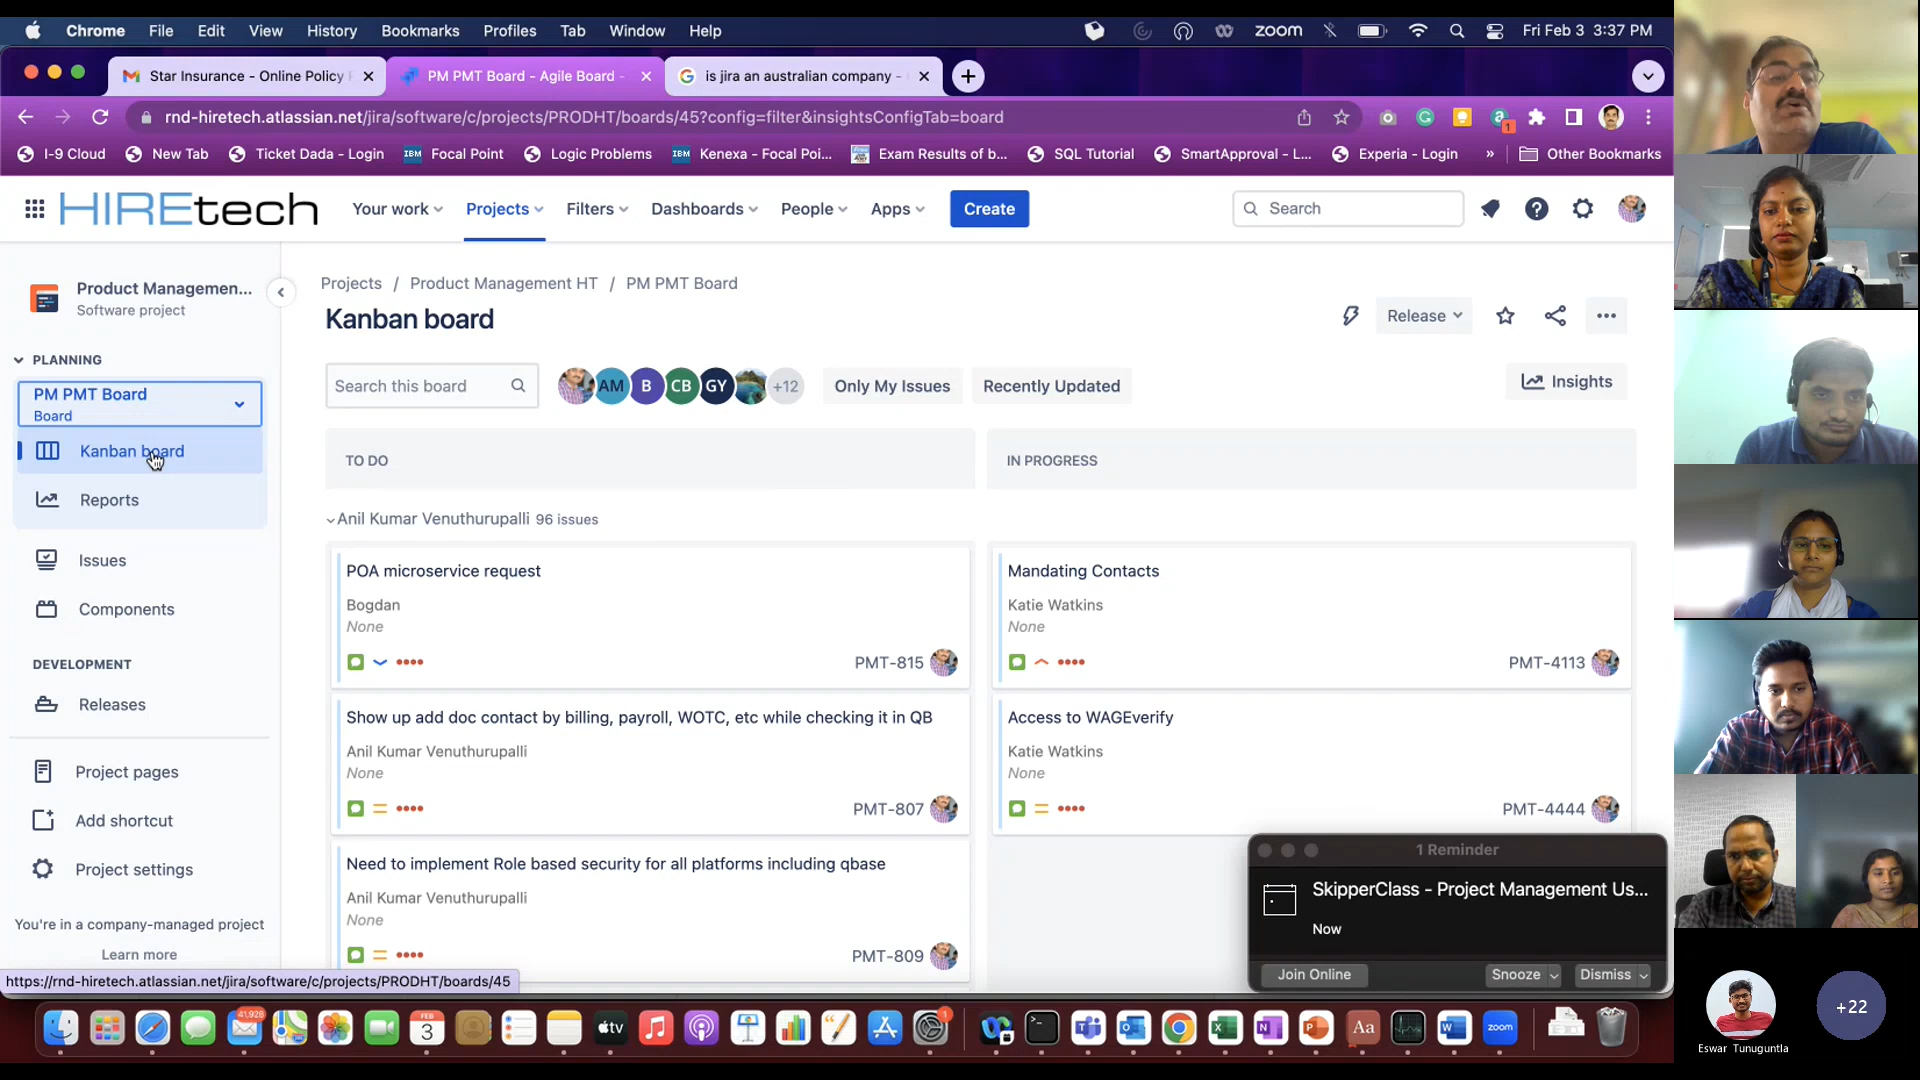 Chrome File Edit View History Bookmarks Profiles Tab Window Help zoom Fri Feb 3 3:37 PM
Star Insurance - Online Policy PM PMT Board - Agile Board - is jira an australian company -
rnd-hiretech.atlassian.net/jira/software/c/projects/PRODHT/boards/45?config=filter&insightsConfigTab=board 1
I-9 Cloud New Tab Ticket Dada - Login IBM Focal Point Logic Problems IBM Kenexa - Focal Poi... Exam Results of b... SQL Tutorial SmartApproval - L... Experia - Login » Other Bookmarks
HIREtech Your work Projects Filters Dashboards People Apps Create Search
Product Managemen...
Software project
Projects / Product Management HT / PM PMT Board
Kanban board
Release
PLANNING
PM PMT Board
Board
Search this board AM B CB GY +12 Only My Issues Recently Updated Insights
Kanban board
Reports
Issues
Components
DEVELOPMENT
Releases
Project pages
Add shortcut
Project settings
You're in a company-managed project
Learn more
TO DO IN PROGRESS
Anil Kumar Venuthurupalli 96 issues
POA microservice request
Bogdan
None
PMT-815
Mandating Contacts
Katie Watkins
None
PMT-4113
Show up add doc contact by billing, payroll, WOTC, etc while checking it in QB
Anil Kumar Venuthurupalli
None
PMT-807
Access to WAGEverify
Katie Watkins
None
PMT-4444
Need to implement Role based security for all platforms including qbase
Anil Kumar Venuthurupalli
None
PMT-809
1 Reminder
SkipperClass - Project Management Us...
Now
Join Online Snooze Dismiss
https://rnd-hiretech.atlassian.net/jira/software/c/projects/PRODHT/boards/45
41,928
FEB
3
tv
1
Aa
zoom
+22
Eswar Tunuguntla